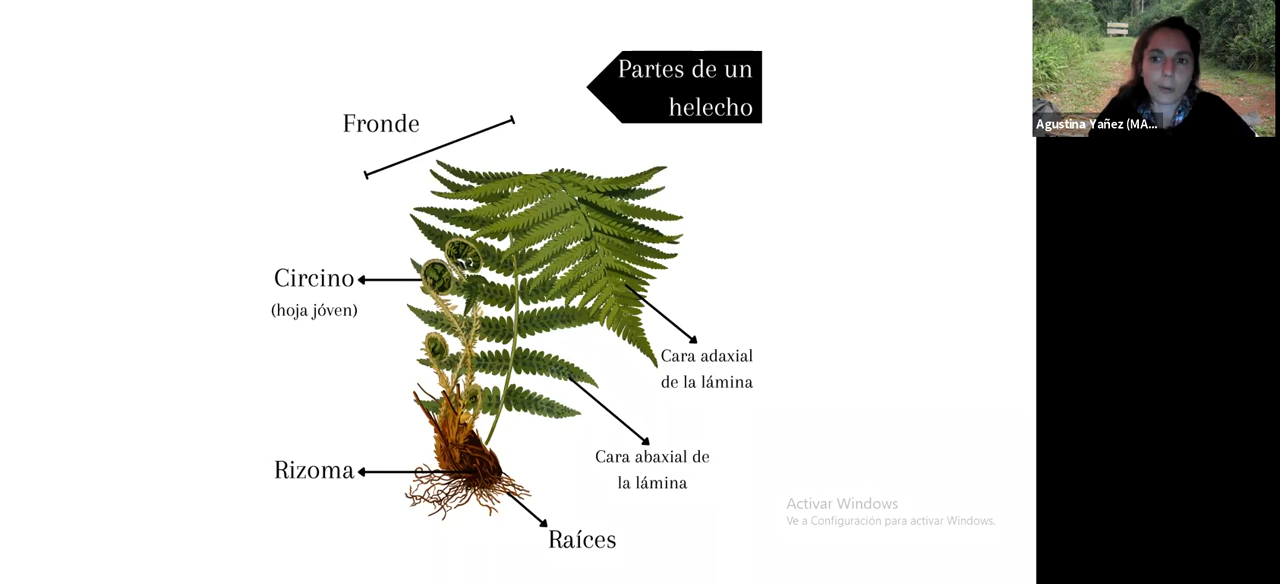 Partes de un
helecho
Fronde
Circino
(hoja jóven)
Cara adaxial
de la lámina
Cara abaxial de
la lámina
Rizoma
Raíces
Activar Windows
Ve a Configuración para activar Windows.
Agustina Yañez (MA...